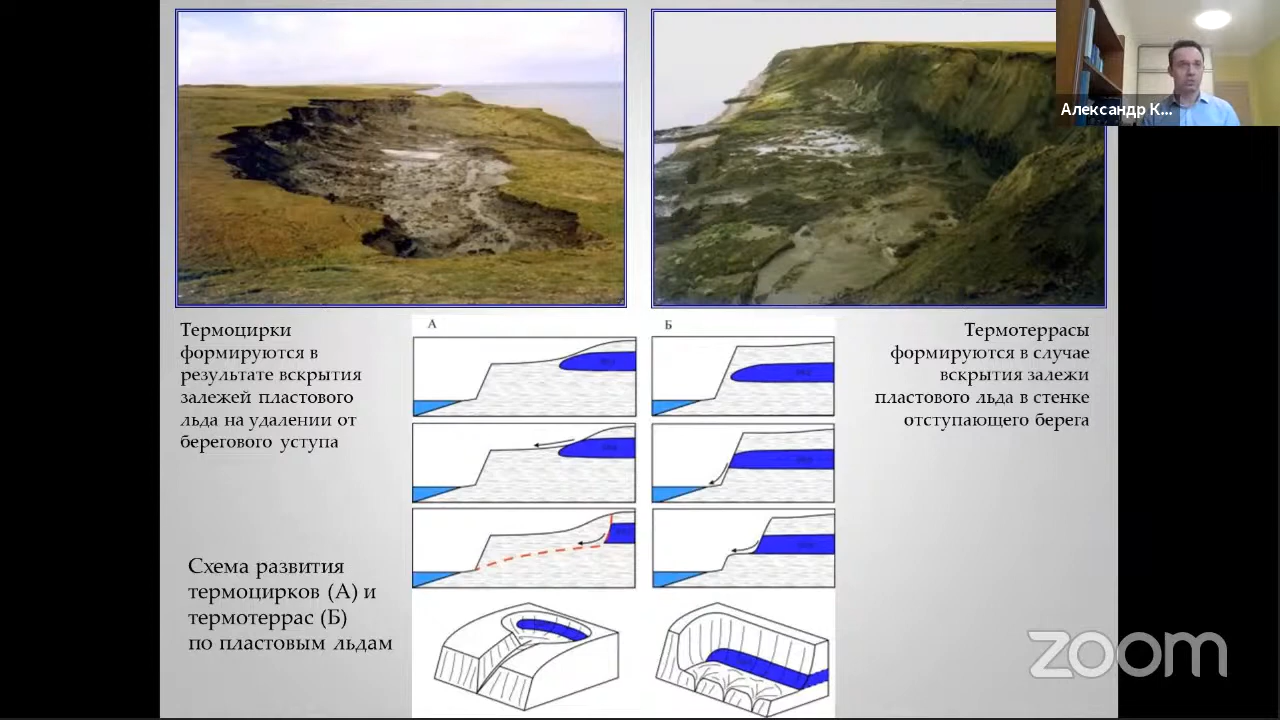 Александр К...
Термоцирки
формируются в
результате вскрытия
залежей пластового
льда на удалении от
берегового уступа
А
Б
Термотеррасы
формируются в случае
вскрытия залежи
пластового льда в стенке
отступающего берега
Схема развития
термоцирков (А) и
термотеррас (Б)
по пластовым льдам
zoom